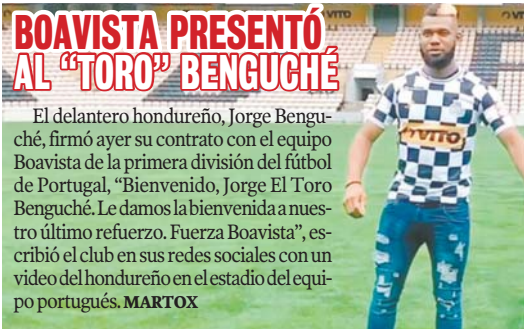 BOAVISTA PRESENTÓ
AL “TORO” BENGUCHÉ
El delantero hondureño, Jorge Bengu-
ché, firmó ayer su contrato con el equipo
Boavista de la primera división del fútbol
de Portugal, “Bienvenido, Jorge El Toro
Benguché. Le damos la bienvenida a nues-
tro último refuerzo. Fuerza Boavista”, es-
cribió el club en sus redes sociales con un
video del hondureño en el estadio del equi-
po portugués. MARTOX
VITO
VITO